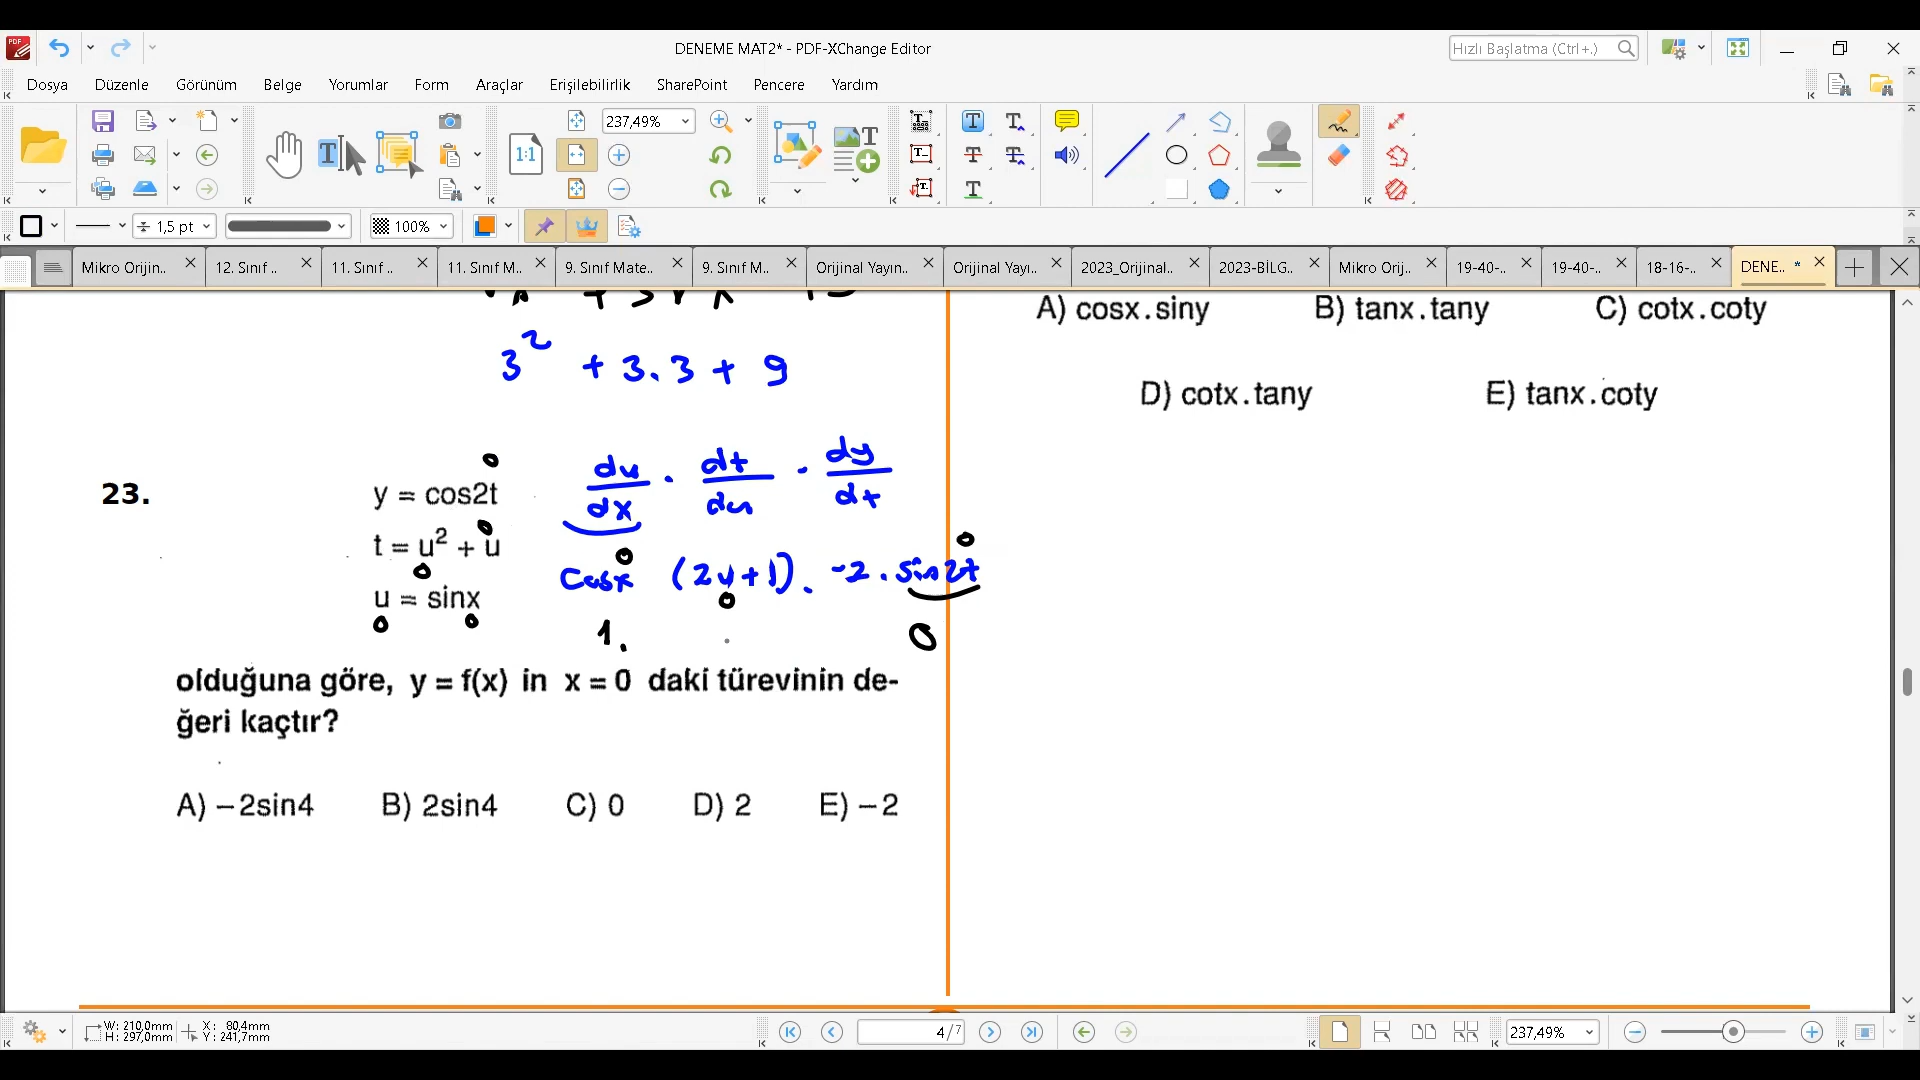 DENEME MAT2* - PDF-XChange Editor
Hızlı Başlatma (Ctrl+.)
Dosya Düzenle Görünüm Belge Yorumlar Form Araçlar Erişilebilirlik SharePoint Pencere Yardım
237,49%
1:1
1,5 pt
100%
Mikro Orijin.. 12. Sınıf .. 11. Sınıf .. 11. Sınıf M.. 9. Sınıf Mate.. 9. Sınıf M.. Orijinal Yayın.. Orijinal Yayı.. 2023_Orijinal.. 2023-BİLG.. Mikro Orij.. 19-40-.. 19-40-.. 18-16-.. DENE.. *
3² + 3.3 + 9
23.
y = cos2t
t = u² + u
u = sinx
du/dx . dt/du . dy/dt
Cosx (2u+1) . -2 . sin2t
1. 0
olduğuna göre, y = f(x) in x = 0 daki türevinin de-
ğeri kaçtır?
A) −2sin4 B) 2sin4 C) 0 D) 2 E) −2
A) cosx.siny B) tanx.tany C) cotx.coty
D) cotx.tany E) tanx.coty
W: 210,0mm
H: 297,0mm
X: 80,4mm
Y: 241,7mm
4 / 7
237,49%